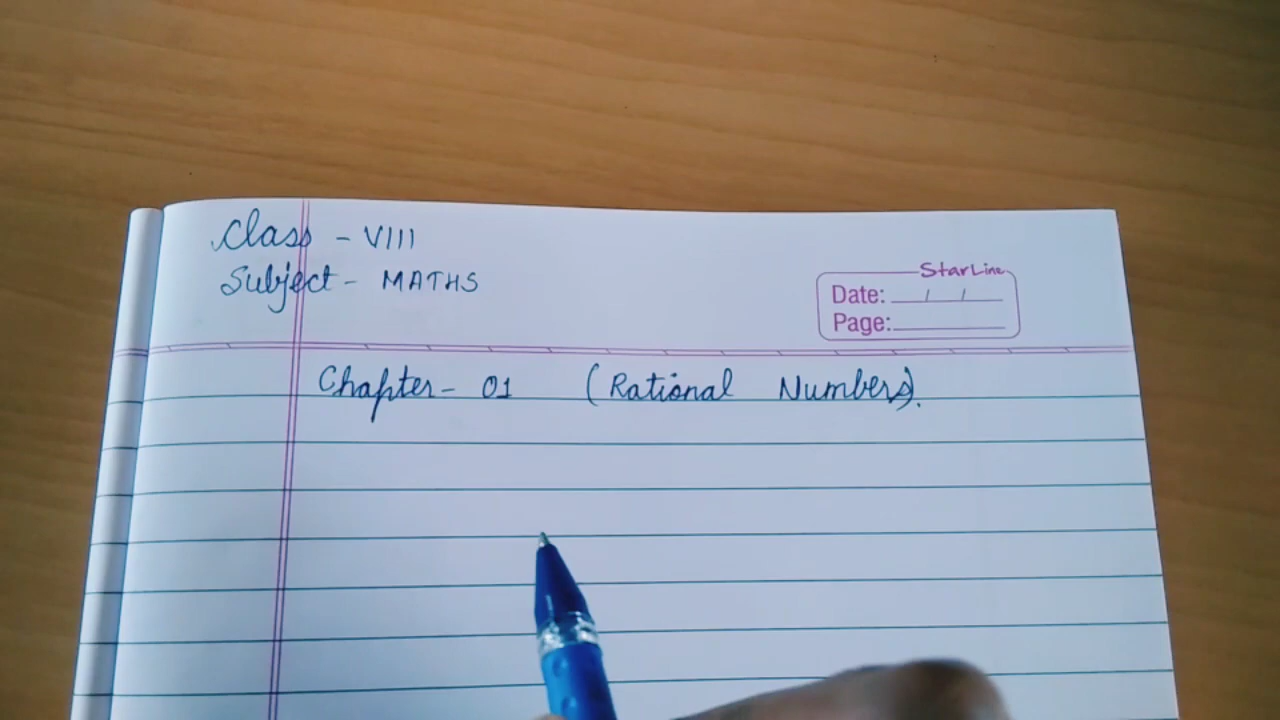 Class - VIII
Subject - MATHS
StarLine
Date: / /
Page:
Chapter - 01 (Rational Numbers).